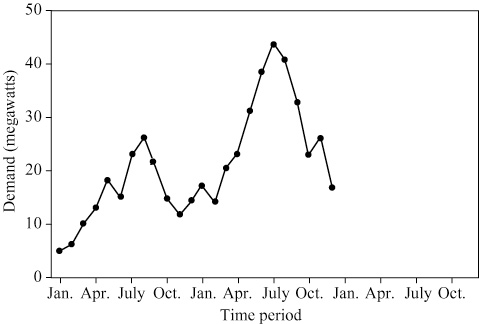 50
40
30
20
10
0
Demand (megawatts)
Jan. Apr. July Oct. Jan. Apr. July Oct. Jan. Apr. July Oct.
Time period